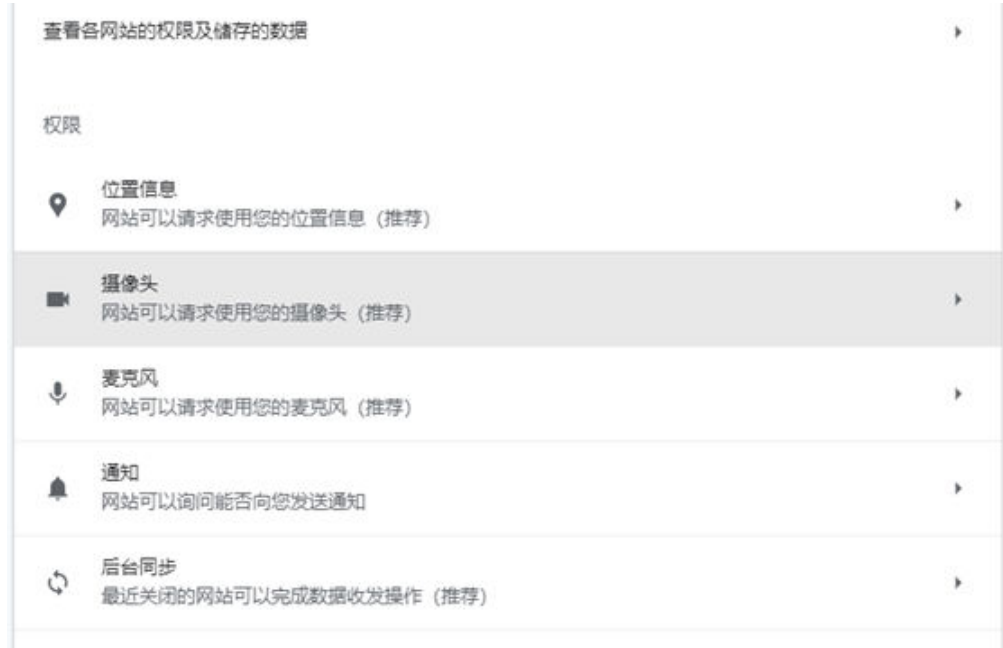 查看各网站的权限及储存的数据
权限
位置信息
网站可以请求使用您的位置信息（推荐）
摄像头
网站可以请求使用您的摄像头（推荐）
麦克风
网站可以请求使用您的麦克风（推荐）
通知
网站可以询问能否向您发送通知
后台同步
最近关闭的网站可以完成数据收发操作（推荐）